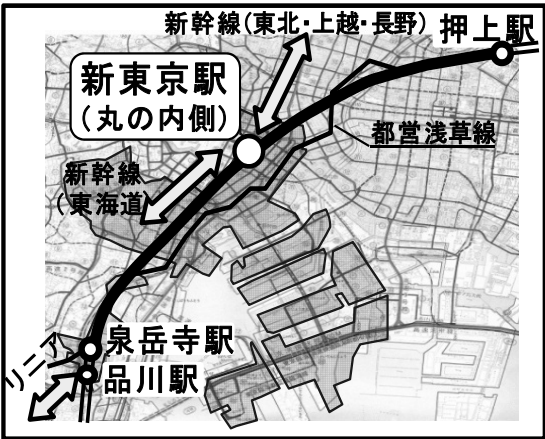 新幹線(東北・上越・長野)
押上駅
新東京駅
(丸の内側)
都営浅草線
新幹線
(東海道)
泉岳寺駅
リニア
品川駅